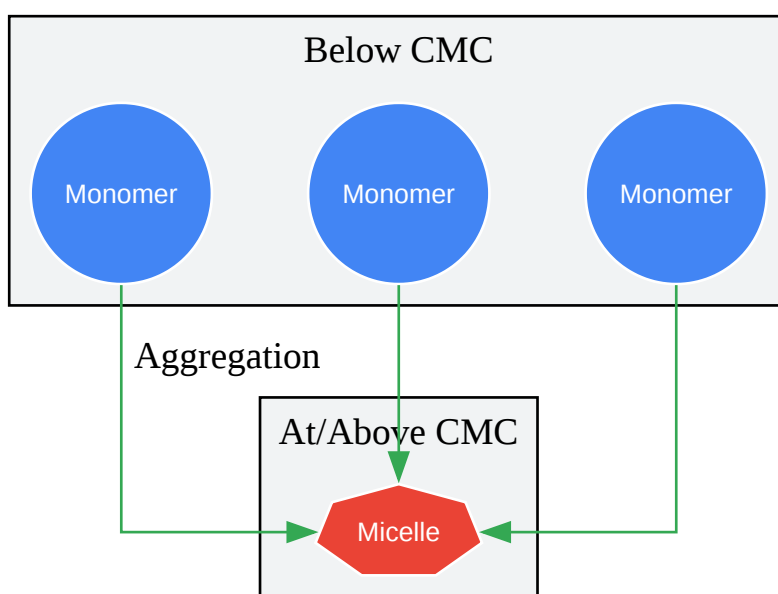 Below CMC
Monomer Monomer Monomer
Aggregation
At/Above CMC
Micelle